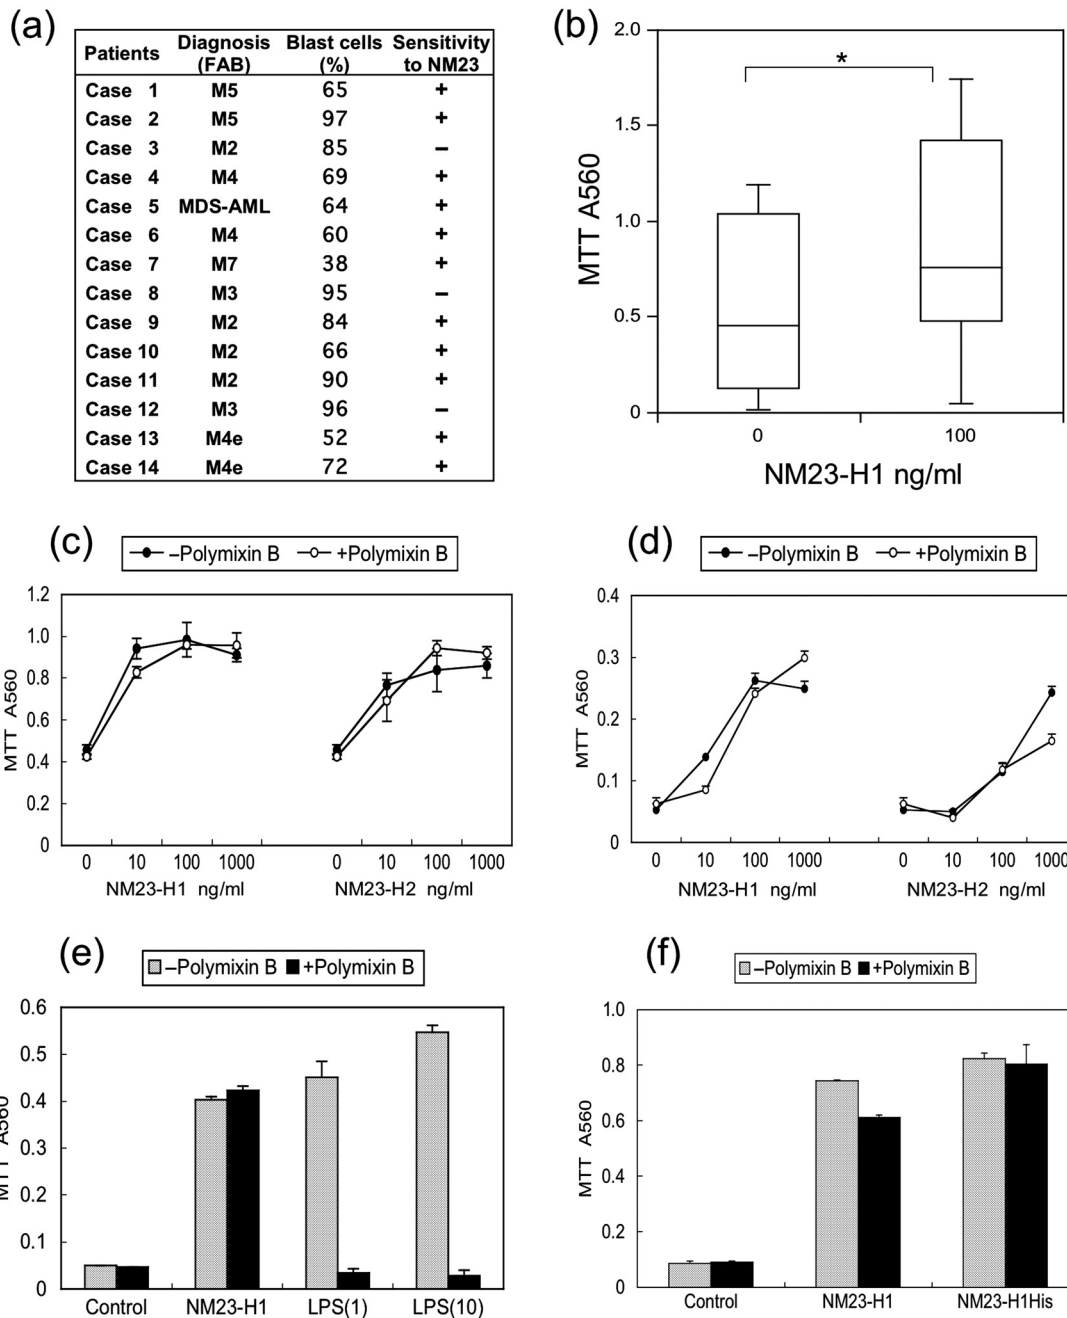 (a)
Patients Diagnosis (FAB) Blast cells (%) Sensitivity to NM23
Case 1 M5 65 +
Case 2 M5 97 +
Case 3 M2 85 –
Case 4 M4 69 +
Case 5 MDS-AML 64 +
Case 6 M4 60 +
Case 7 M7 38 +
Case 8 M3 95 –
Case 9 M2 84 +
Case 10 M2 66 +
Case 11 M2 90 +
Case 12 M3 96 –
Case 13 M4e 52 +
Case 14 M4e 72 +
(b)
2.0
1.5
1.0
0.5
0
MTT A560
*
0 100
NM23-H1 ng/ml
(c)
–Polymixin B +Polymixin B
1.2
1.0
0.8
0.6
0.4
0.2
0
MTT A560
0 10 100 1000 0 10 100 1000
NM23-H1 ng/ml NM23-H2 ng/ml
(d)
–Polymixin B +Polymixin B
0.4
0.3
0.2
0.1
0
MTT A560
0 10 100 1000 0 10 100 1000
NM23-H1 ng/ml NM23-H2 ng/ml
(e)
–Polymixin B +Polymixin B
0.6
0.5
0.4
0.3
0.2
0.1
0
MTT A560
Control NM23-H1 LPS(1) LPS(10)
(f)
–Polymixin B +Polymixin B
1.0
0.8
0.6
0.4
0.2
0
MTT A560
Control NM23-H1 NM23-H1His